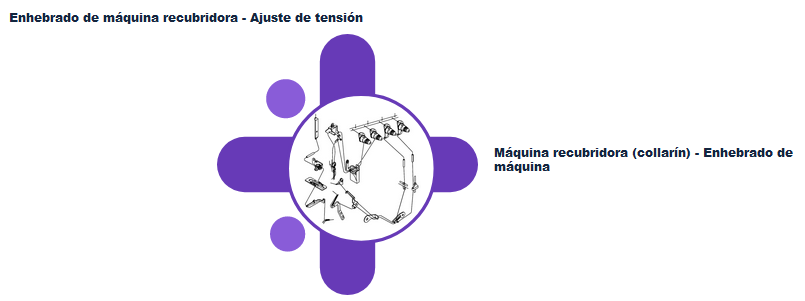 Enhebrado de máquina recubridora - Ajuste de tensión
Máquina recubridora (collarín) - Enhebrado de
máquina